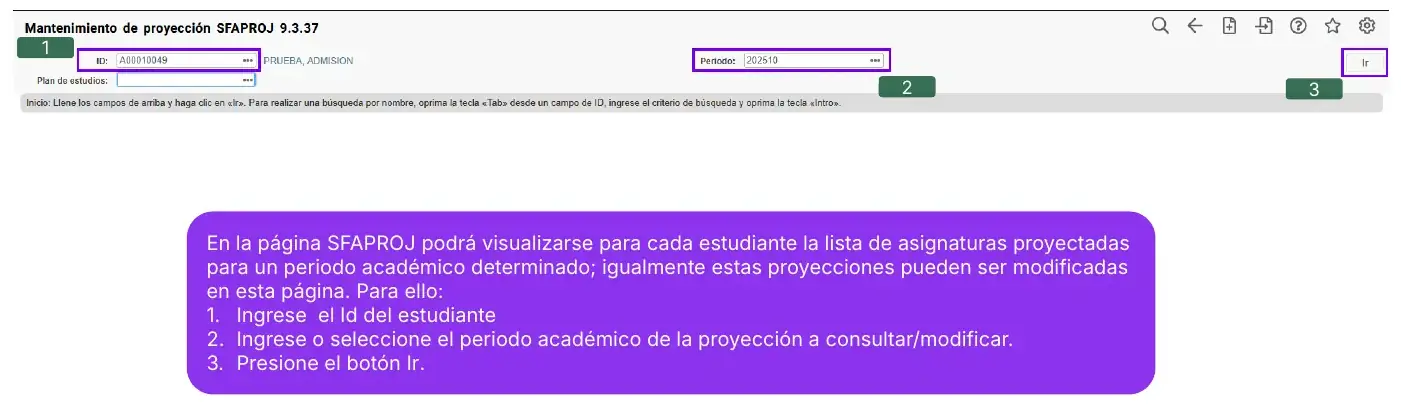 Mantenimiento de proyección SFAPROJ 9.3.37
1
ID: A00010049 ••• PRUEBA, ADMISION Periodo: 202510 ••• Ir
Plan de estudios: •••
2
3
Inicio: Llene los campos de arriba y haga clic en «Ir». Para realizar una búsqueda por nombre, oprima la tecla «Tab» desde un campo de ID, ingrese el criterio de búsqueda y oprima la tecla «Intro».
En la página SFAPROJ podrá visualizarse para cada estudiante la lista de asignaturas proyectadas
para un periodo académico determinado; igualmente estas proyecciones pueden ser modificadas
en esta página. Para ello:
1. Ingrese el Id del estudiante
2. Ingrese o seleccione el periodo académico de la proyección a consultar/modificar.
3. Presione el botón Ir.